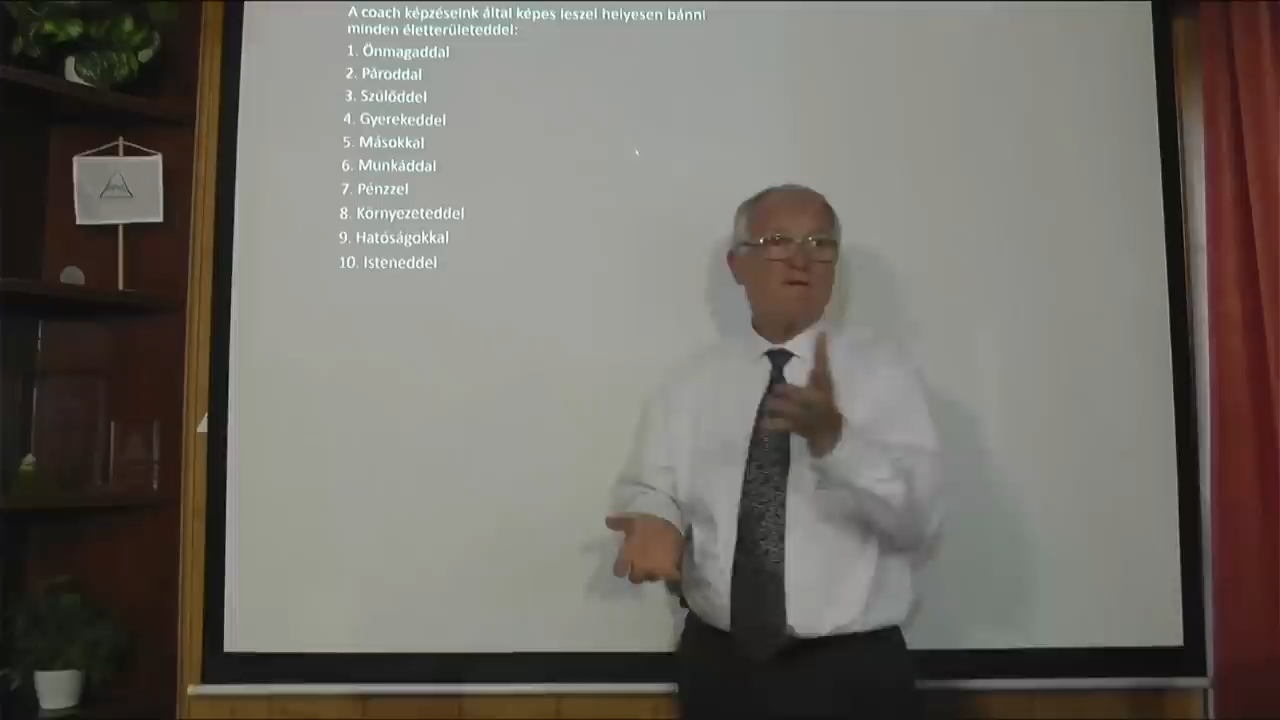 A coach képzéseink által képes leszel helyesen bánni
minden életterületeddel:
1. Önmagaddal
2. Pároddal
3. Szülőddel
4. Gyerekeddel
5. Másokkal
6. Munkáddal
7. Pénzzel
8. Környezeteddel
9. Hatóságokkal
10. Isteneddel